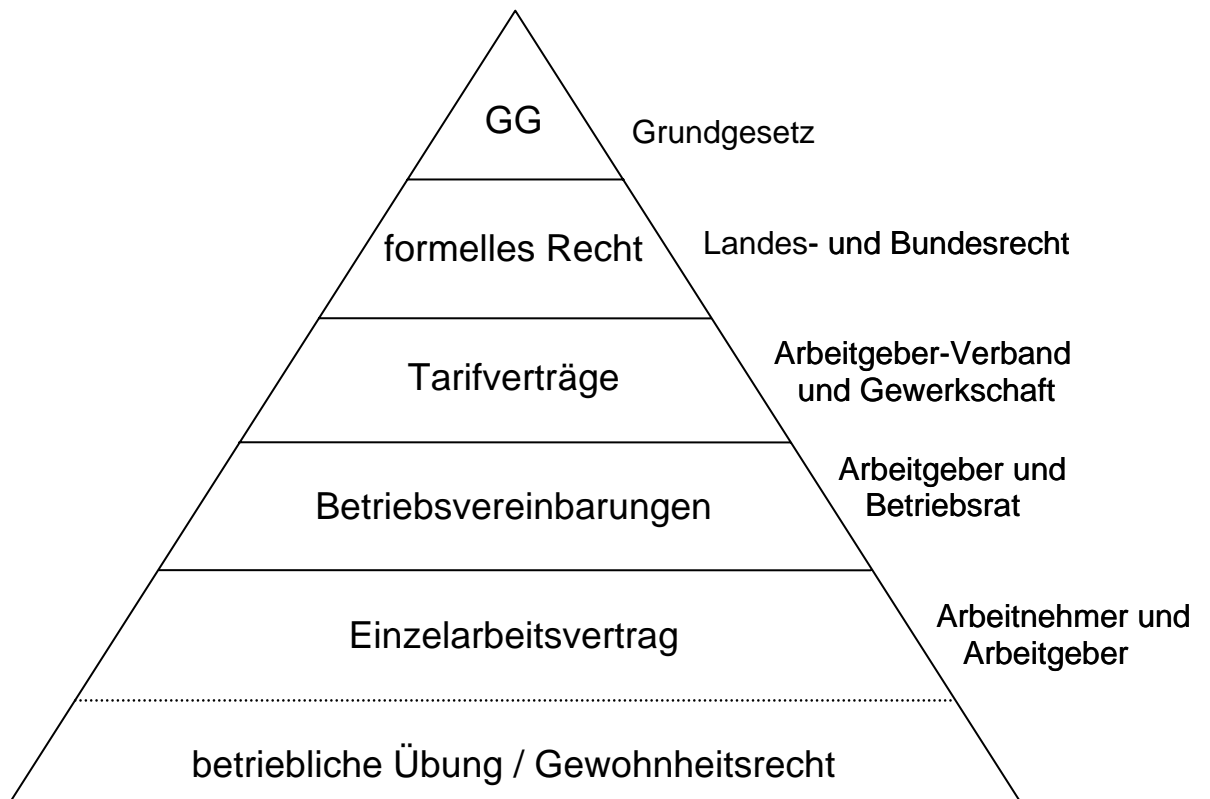 GG
Grundgesetz
formelles Recht
Landes- und Bundesrecht
Tarifverträge
Arbeitgeber-Verband
und Gewerkschaft
Betriebsvereinbarungen
Arbeitgeber und
Betriebsrat
Einzelarbeitsvertrag
Arbeitnehmer und
Arbeitgeber
betriebliche Übung / Gewohnheitsrecht